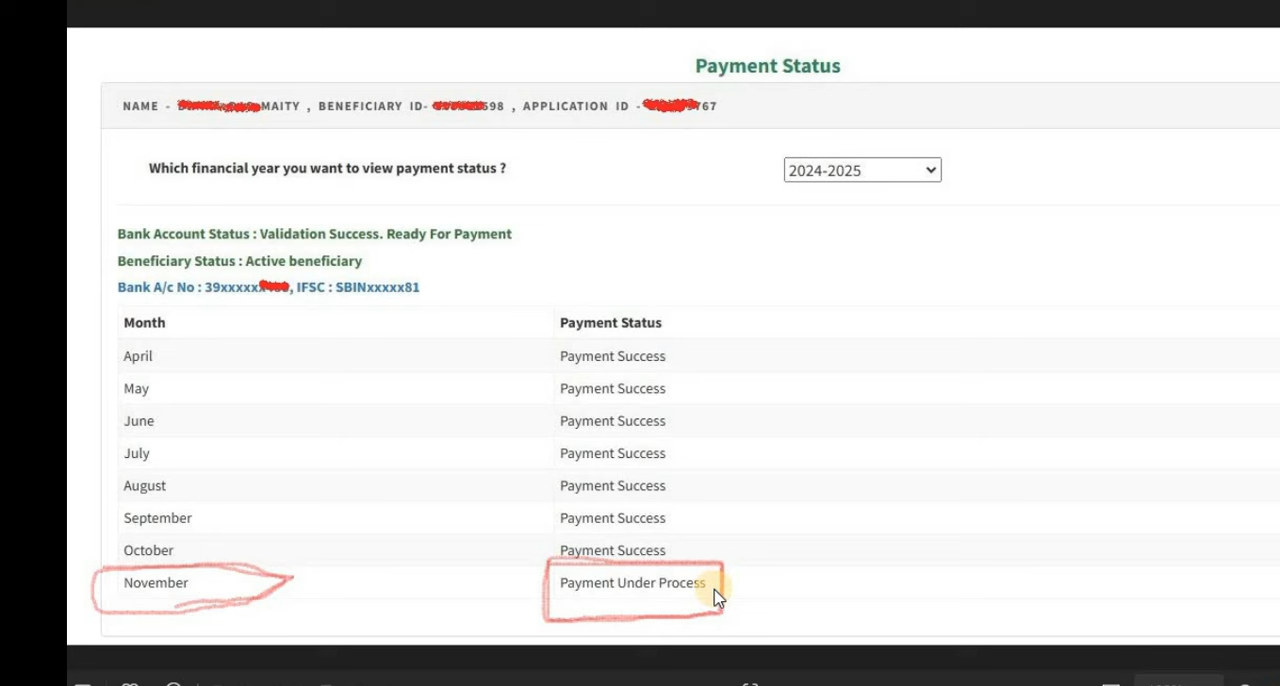 Payment Status
NAME - MAITY , BENEFICIARY ID- 598 , APPLICATION ID - 767
Which financial year you want to view payment status ?
2024-2025
Bank Account Status : Validation Success. Ready For Payment
Beneficiary Status : Active beneficiary
Bank A/c No : 39xxxxx, IFSC : SBINxxxxx81
Month Payment Status
April Payment Success
May Payment Success
June Payment Success
July Payment Success
August Payment Success
September Payment Success
October Payment Success
November Payment Under Process